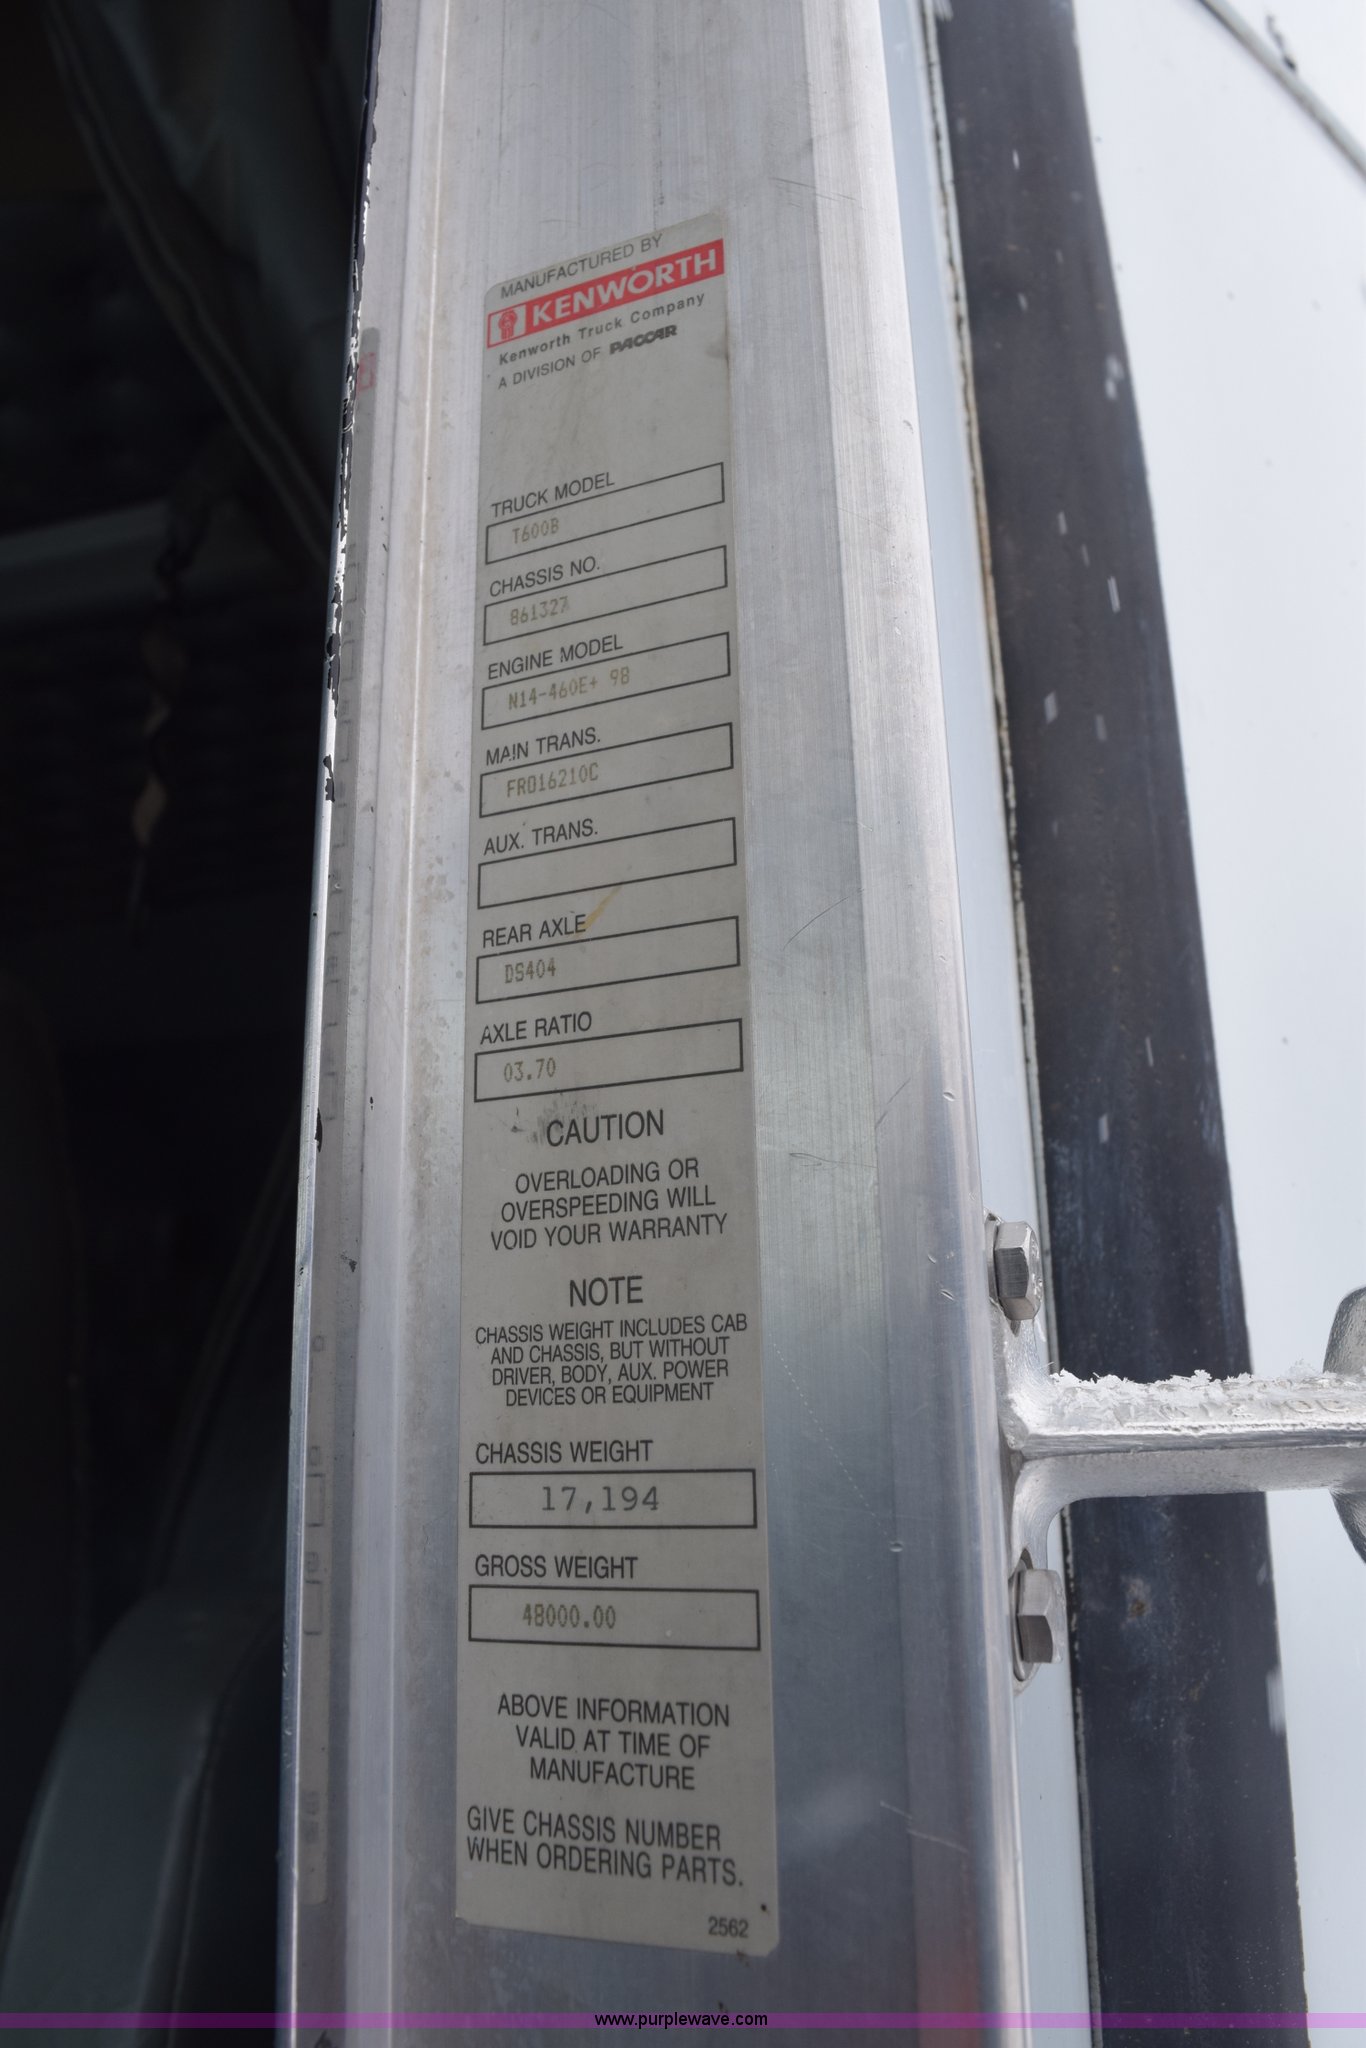 MANUFACTURED BY
KENWORTH
Kenworth Truck Company
A DIVISION OF PACCAR
TRUCK MODEL
T600B
CHASSIS NO.
861327
ENGINE MODEL
N14-460E+ 98
MAIN TRANS.
FRO16210C
AUX. TRANS.
REAR AXLE
DS404
AXLE RATIO
03.70
CAUTION
OVERLOADING OR
OVERSPEEDING WILL
VOID YOUR WARRANTY
NOTE
CHASSIS WEIGHT INCLUDES CAB
AND CHASSIS, BUT WITHOUT
DRIVER, BODY, AUX. POWER
DEVICES OR EQUIPMENT
CHASSIS WEIGHT
17,194
GROSS WEIGHT
48000.00
ABOVE INFORMATION
VALID AT TIME OF
MANUFACTURE
GIVE CHASSIS NUMBER
WHEN ORDERING PARTS.
2562
www.purplewave.com